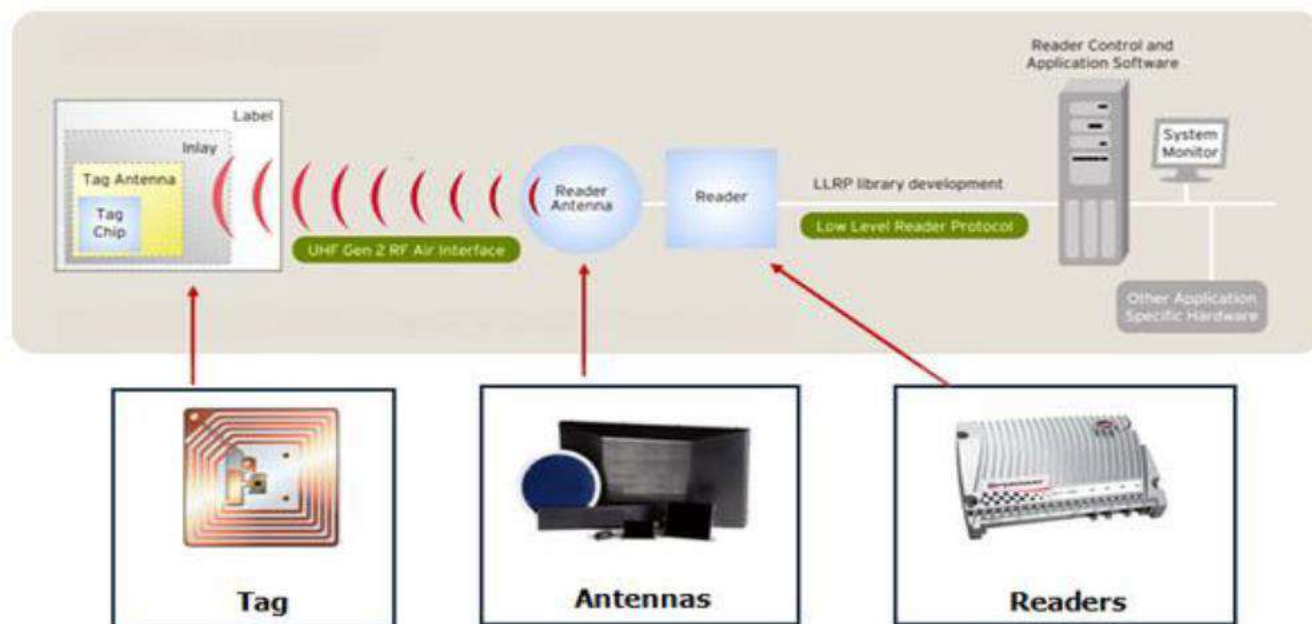 Reader Control and
Application Software
Label
Inlay
Tag Antenna
Tag
Chip
UHF Gen 2 RF Air Interface
Reader
Antenna
Reader
LLRP library development
Low Level Reader Protocol
System
Monitor
Other Application
Specific Hardware
Tag
Antennas
Readers